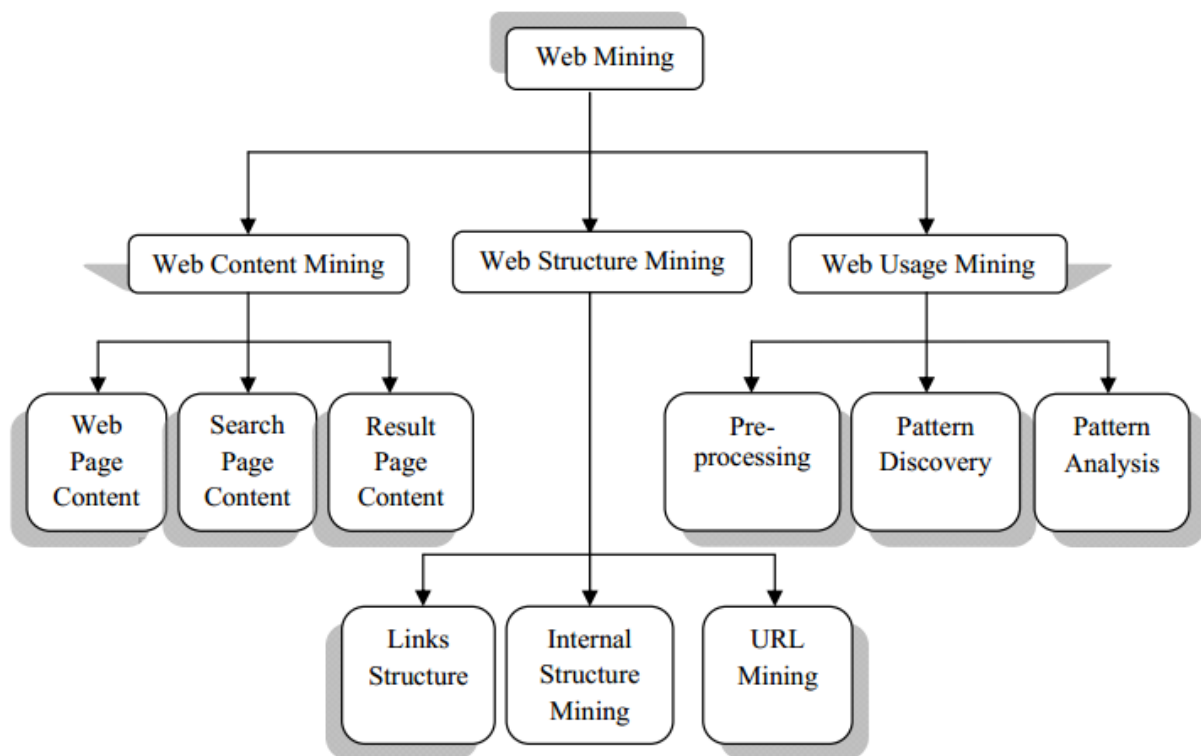 Web Mining
Web Content Mining
Web Structure Mining
Web Usage Mining
Web
Page
Content
Search
Page
Content
Result
Page
Content
Pre-
processing
Pattern
Discovery
Pattern
Analysis
Links
Structure
Internal
Structure
Mining
URL
Mining